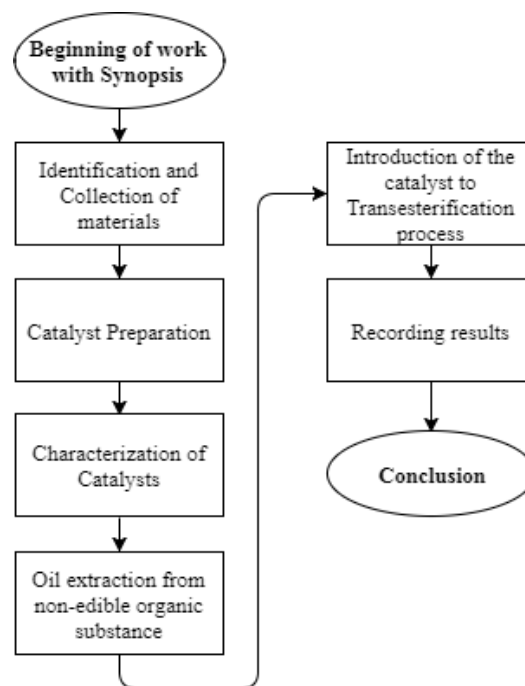 Beginning of work
with Synopsis
Identification and
Collection of
materials
Catalyst Preparation
Characterization of
Catalysts
Oil extraction from
non-edible organic
substance
Introduction of the
catalyst to
Transesterification
process
Recording results
Conclusion